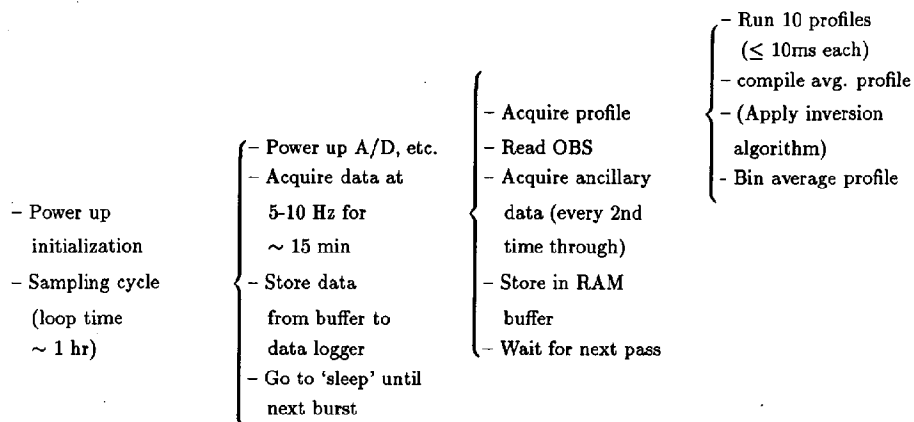 – Power up
initialization
– Sampling cycle
(loop time
~ 1 hr)
– Power up A/D, etc.
– Acquire data at
5-10 Hz for
~ 15 min
– Store data
from buffer to
data logger
– Go to ‘sleep’ until
next burst
– Acquire profile
– Read OBS
– Acquire ancillary
data (every 2nd
time through)
– Store in RAM
buffer
– Wait for next pass
– Run 10 profiles
(≤ 10ms each)
– compile avg. profile
– (Apply inversion
algorithm)
- Bin average profile